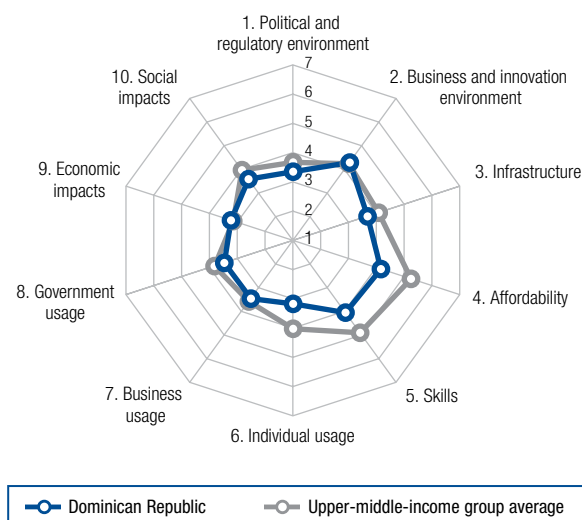 1. Political and
regulatory environment
10. Social
impacts
2. Business and innovation
environment
7
6
5
4
3
2
1
9. Economic
impacts
3. Infrastructure
8. Government
usage
4. Affordability
7. Business
usage
5. Skills
6. Individual usage
Dominican Republic
Upper-middle-income group average